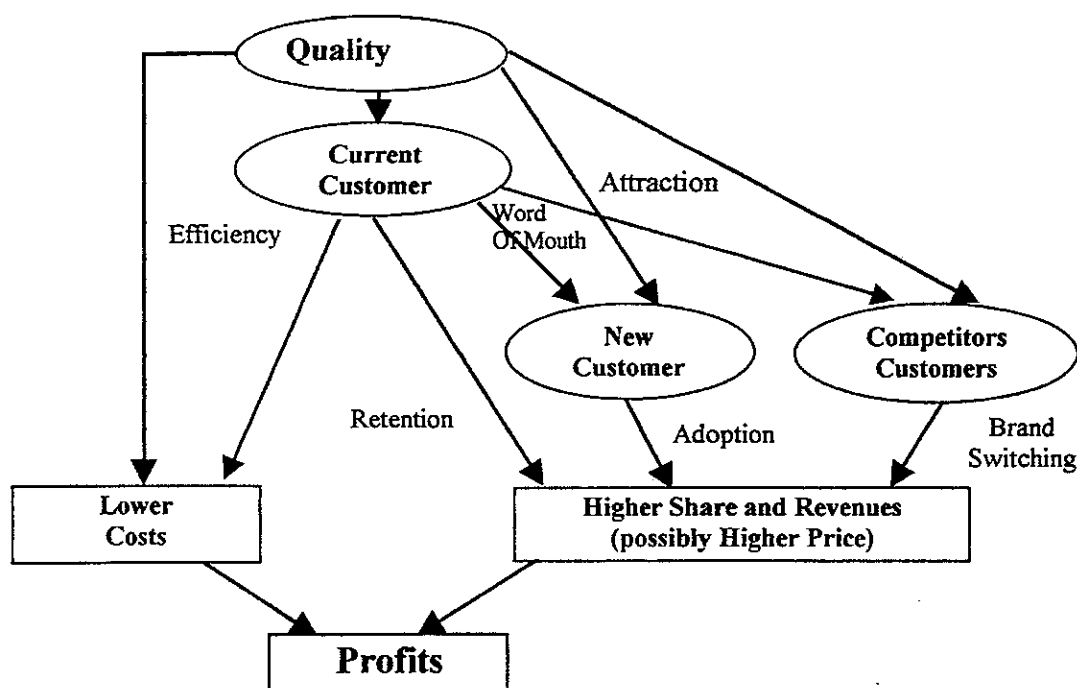 Quality
Current
Customer
Attraction
Efficiency
Word
Of Mouth
New
Customer
Competitors
Customers
Retention
Adoption
Brand
Switching
Lower
Costs
Higher Share and Revenues
(possibly Higher Price)
Profits